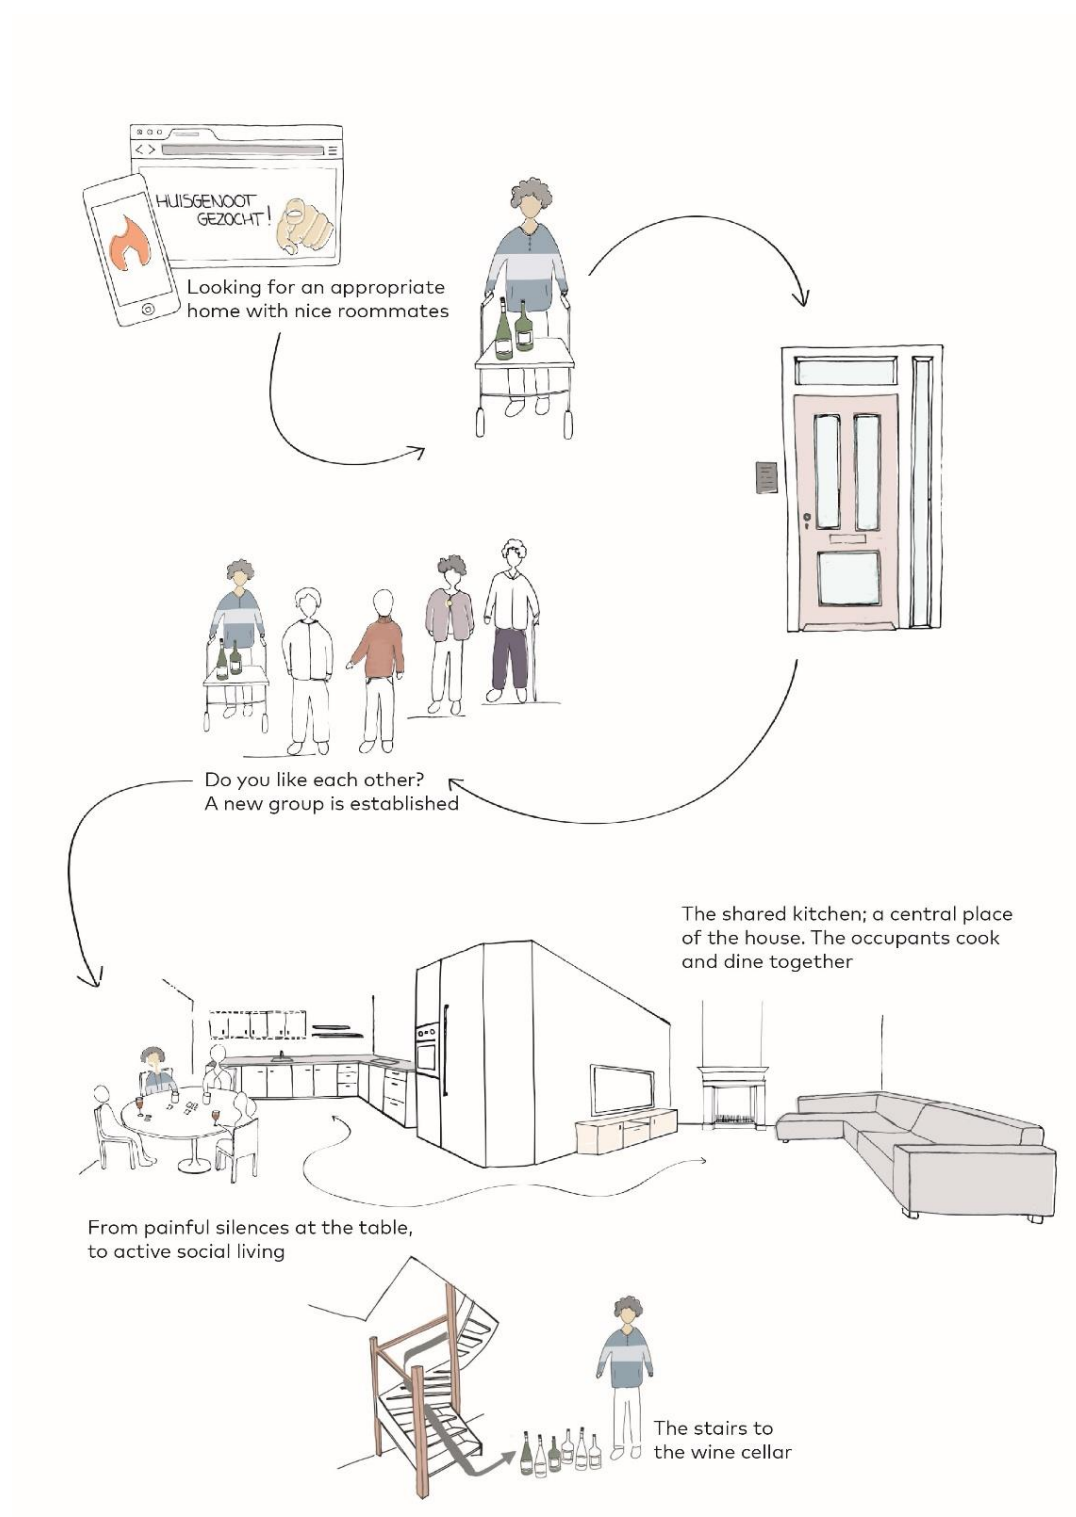 HUISGENOOT
GEZOCHT!
Looking for an appropriate
home with nice roommates
Do you like each other?
A new group is established
The shared kitchen; a central place
of the house. The occupants cook
and dine together
From painful silences at the table,
to active social living
The stairs to
the wine cellar